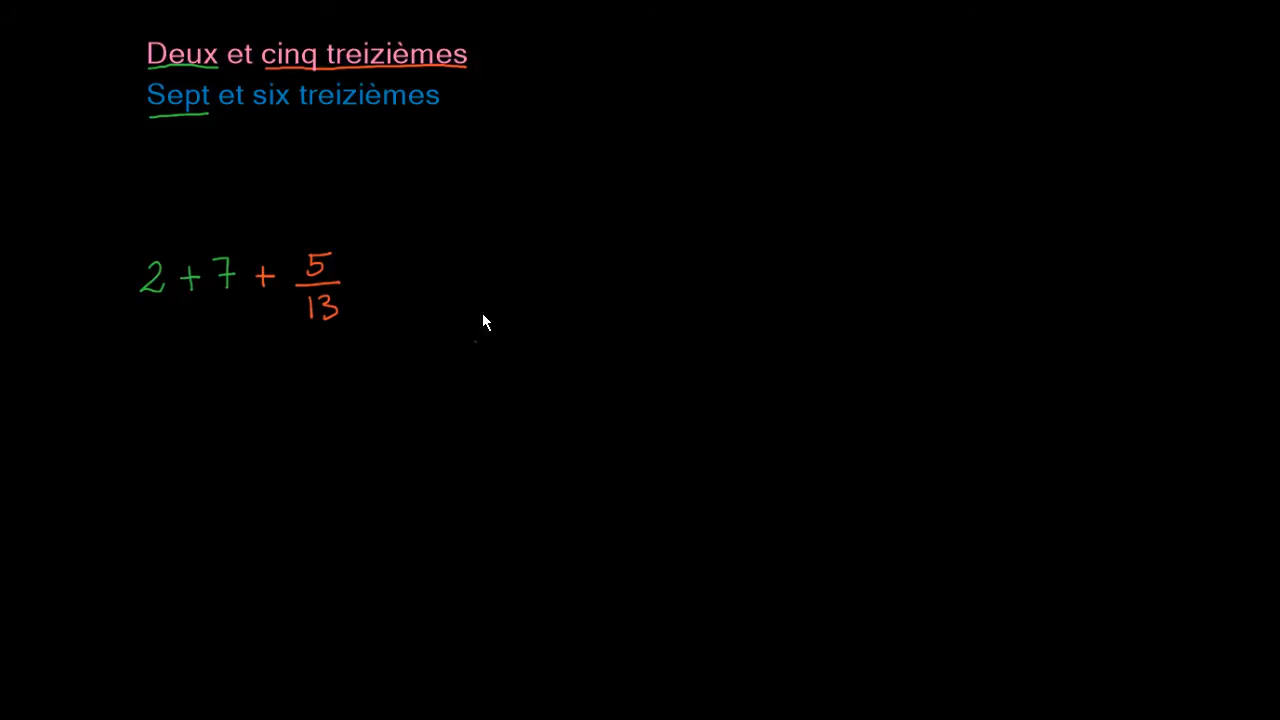 Deux et cinq treizièmes
Sept et six treizièmes
2 + 7 + 5/13